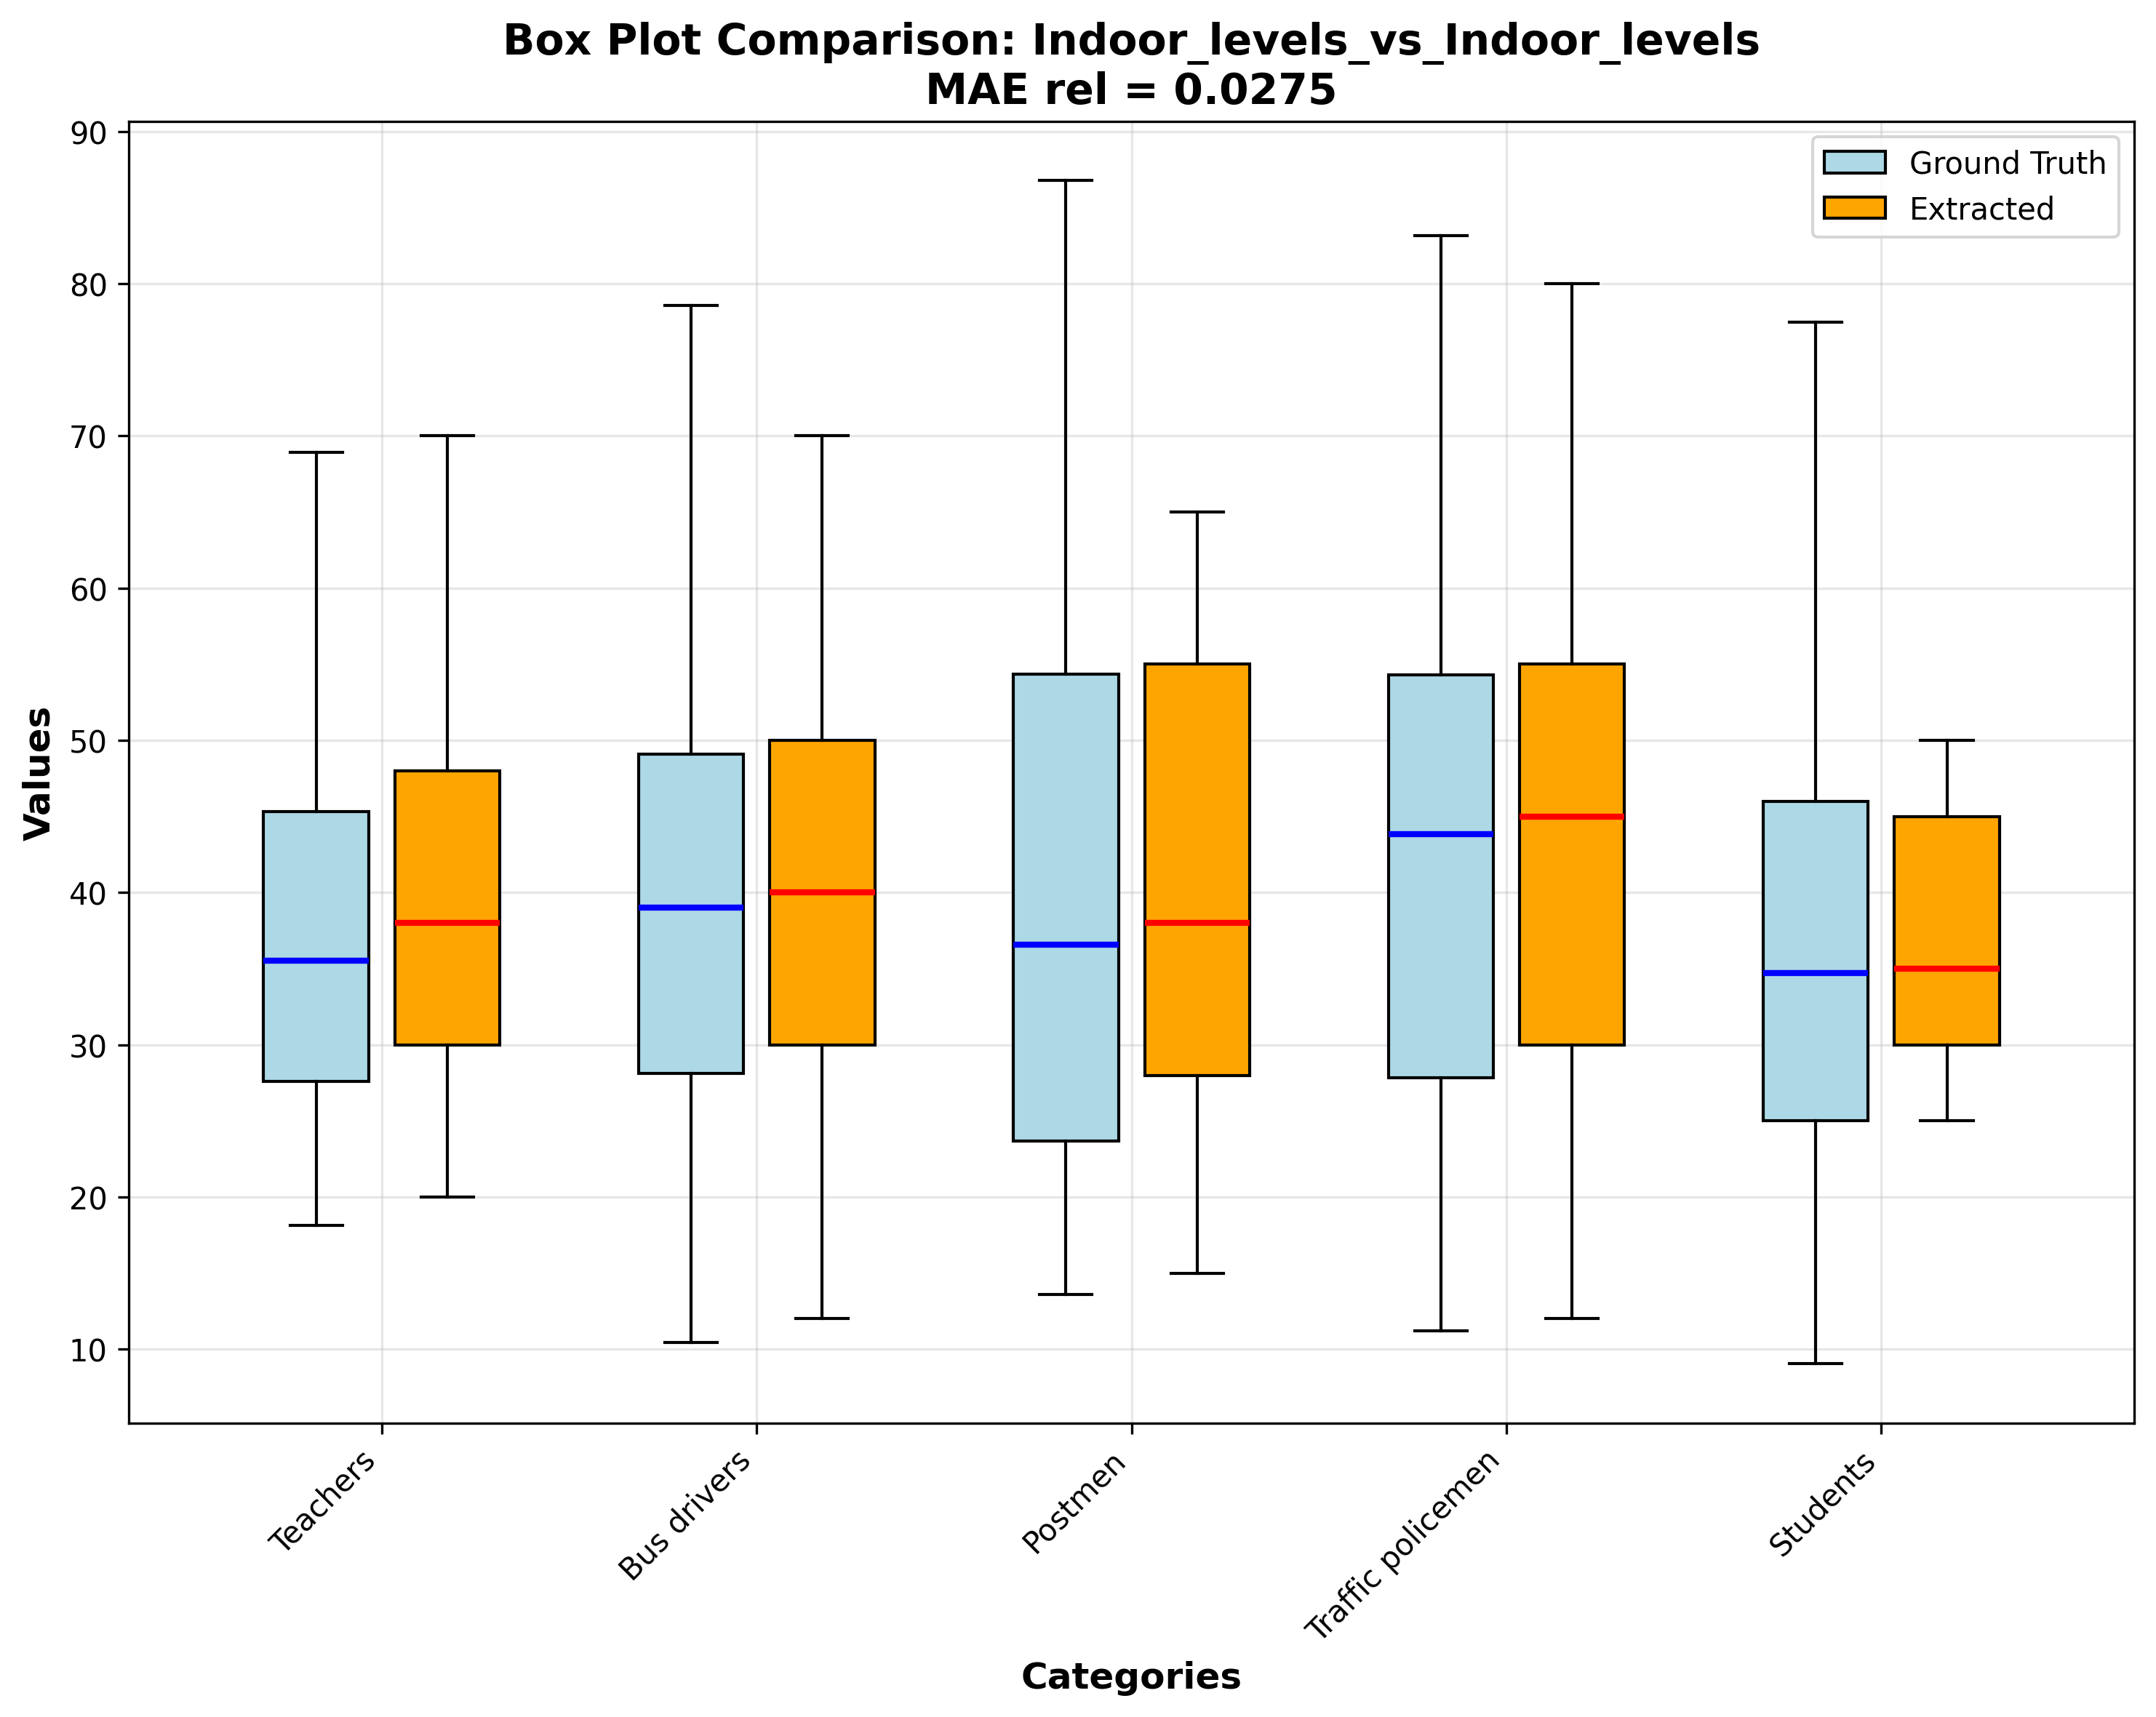 Box Plot Comparison: Indoor_levels_vs_Indoor_levels
MAE rel = 0.0275
Ground Truth
Extracted
90
80
70
60
50
40
30
20
10
Values
Teachers
Bus drivers
Postmen
Traffic policemen
Students
Categories